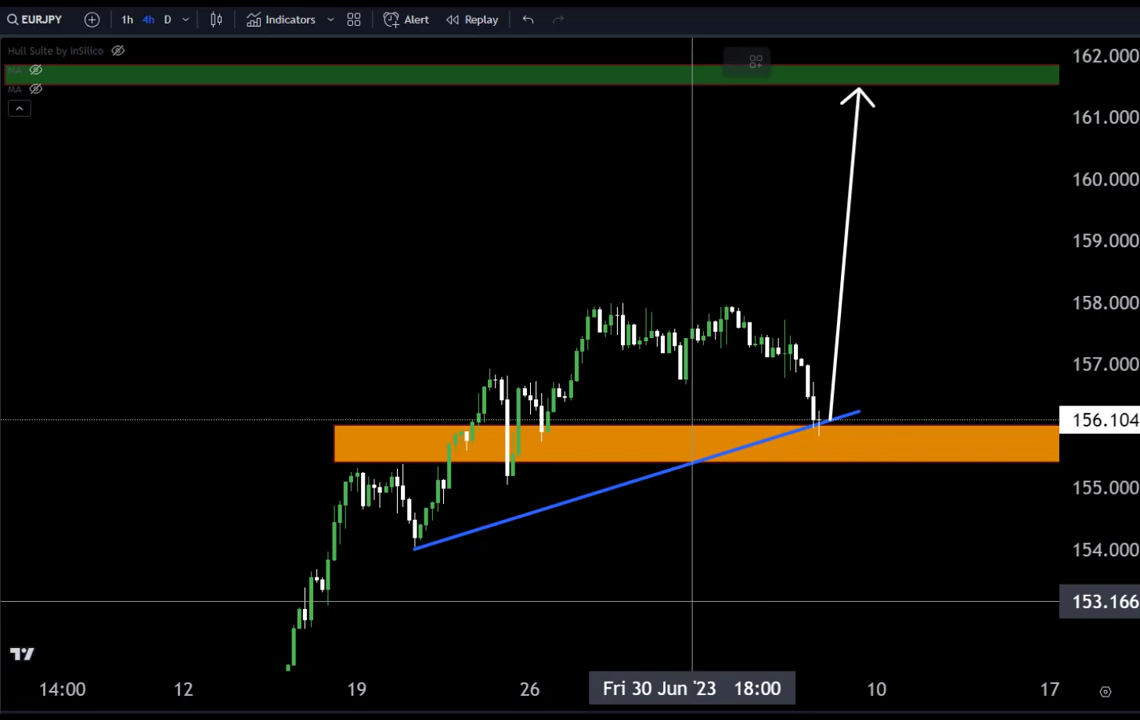 EURJPY 1h 4h D Indicators Alert Replay
Hull Suite by InSilico
MA
MA
162.000
161.000
160.000
159.000
158.000
157.000
156.104
155.000
154.000
153.166
14:00 12 19 26 Fri 30 Jun '23 18:00 10 17